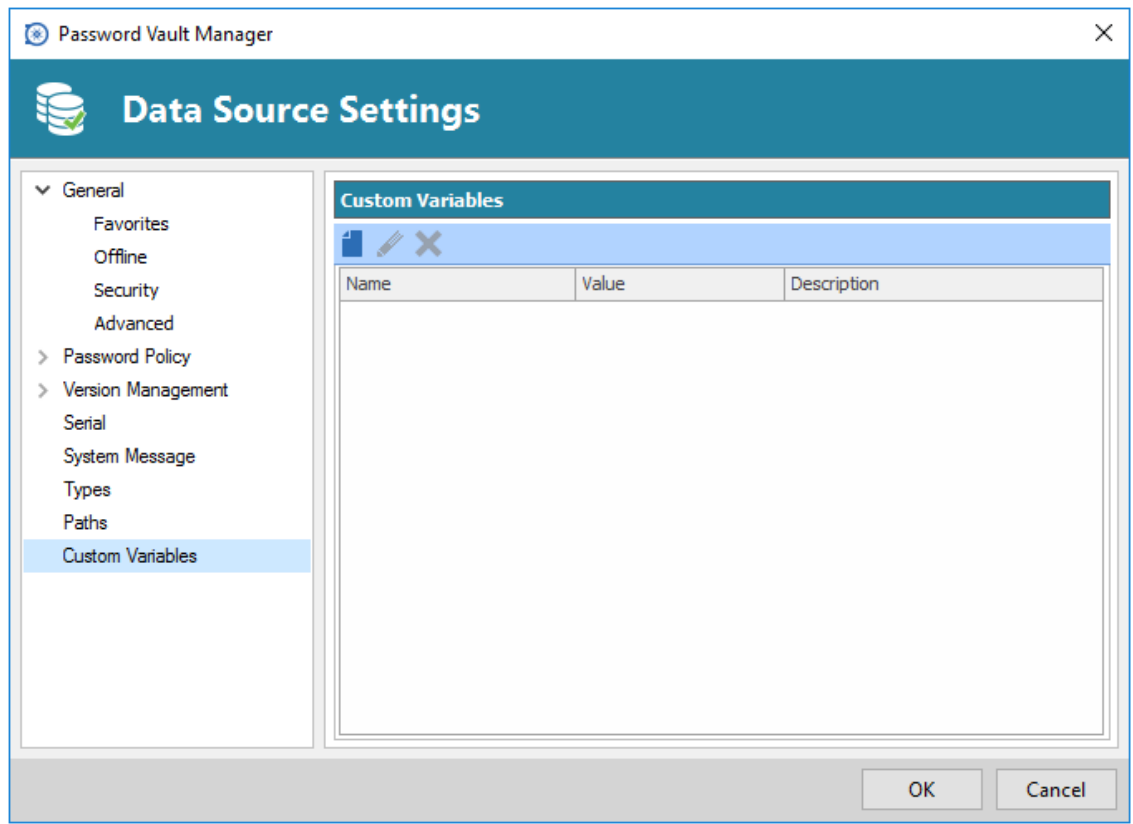 Password Vault Manager
Data Source Settings
General
Favorites
Offline
Security
Advanced
Password Policy
Version Management
Serial
System Message
Types
Paths
Custom Variables
Custom Variables
Name Value Description
OK Cancel